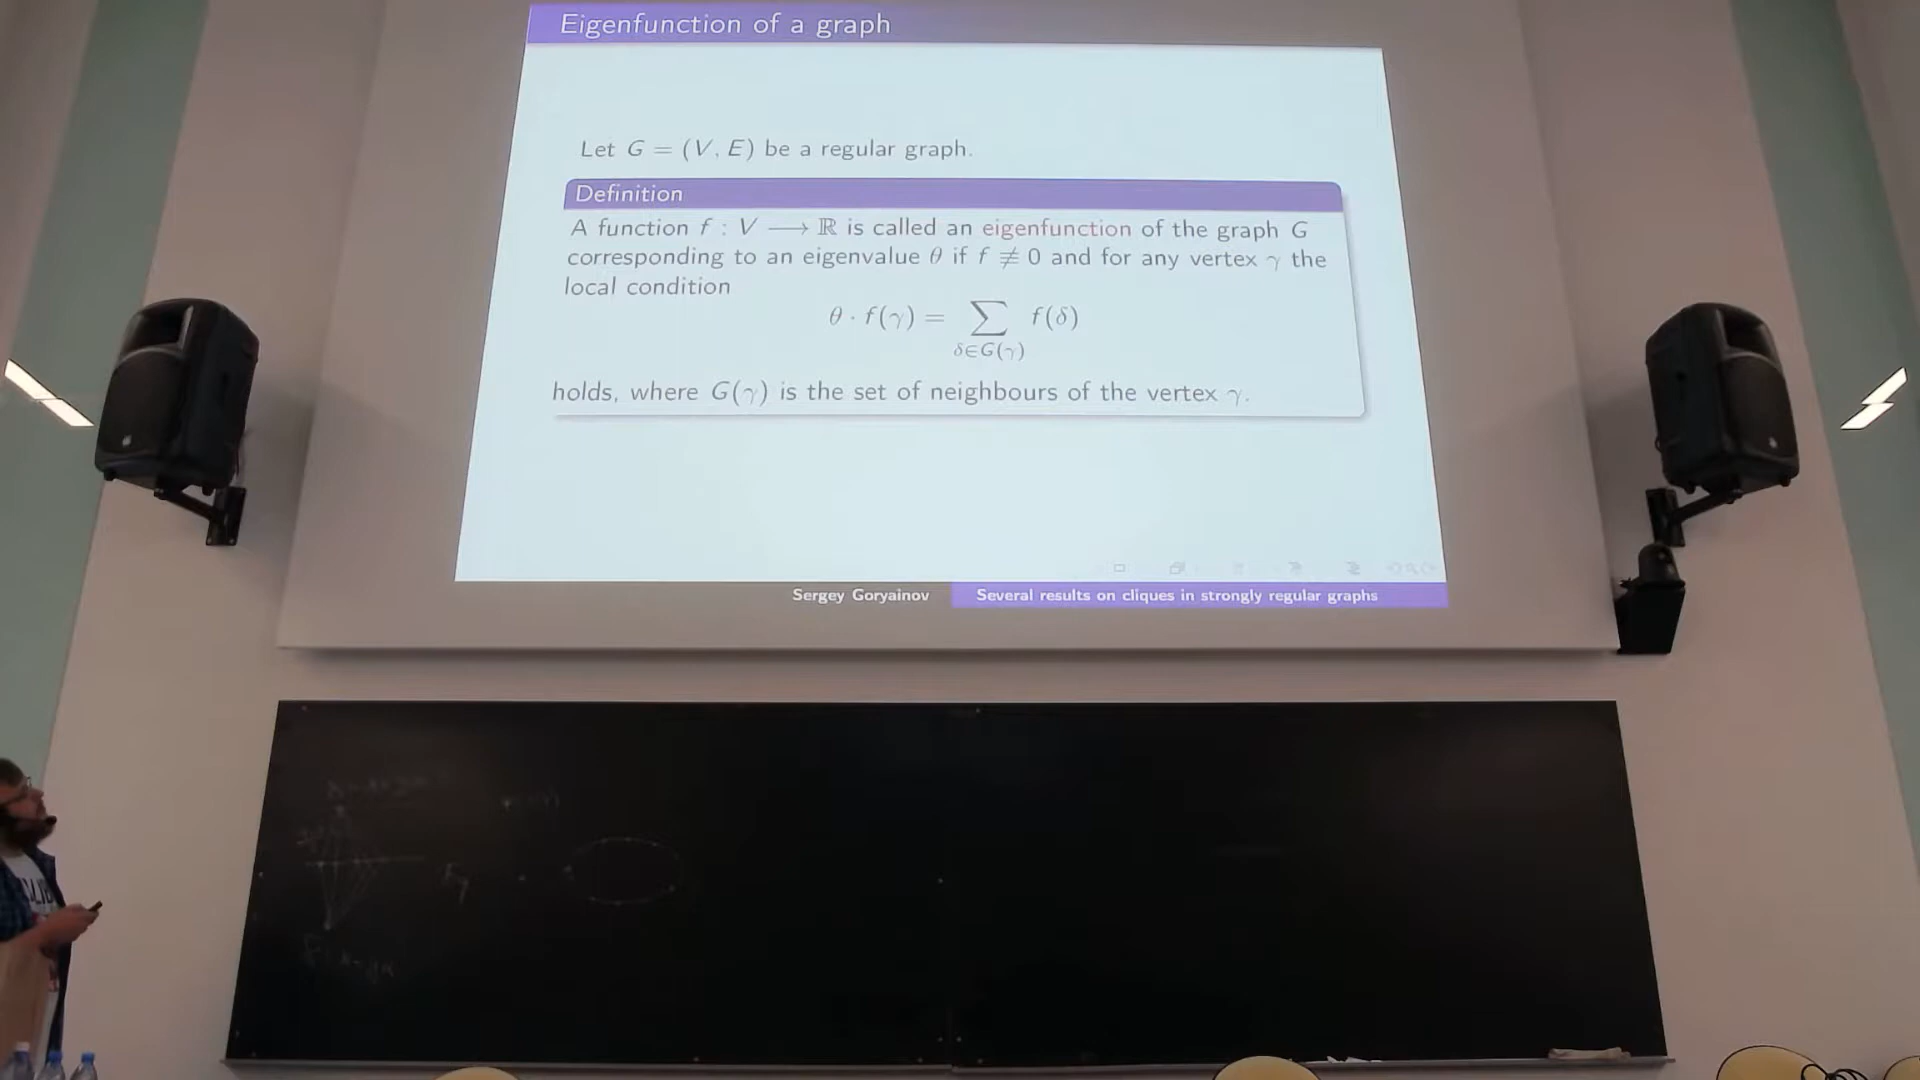 Eigenfunction of a graph
Let G = (V, E) be a regular graph.
Definition
A function f : V ⟶ ℝ is called an eigenfunction of the graph G
corresponding to an eigenvalue θ if f ≢ 0 and for any vertex γ the
local condition
θ · f(γ) = ∑ f(δ)
δ∈G(γ)
holds, where G(γ) is the set of neighbours of the vertex γ.
Sergey Goryainov
Several results on cliques in strongly regular graphs